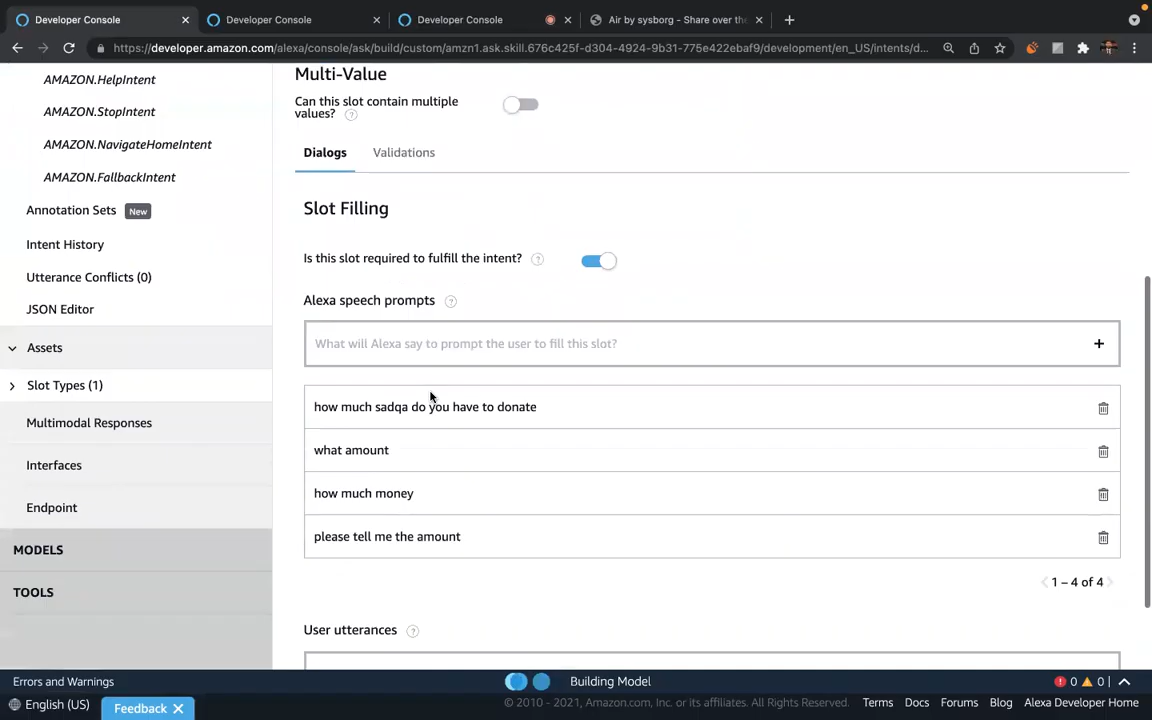 Developer Console
Developer Console
Developer Console
Air by sysborg - Share over the
https://developer.amazon.com/alexa/console/ask/build/custom/amzn1.ask.skill.676c425f-d304-4924-9b31-775e422ebaf9/development/en_US/intents/d...
AMAZON.HelpIntent
AMAZON.StopIntent
AMAZON.NavigateHomeIntent
AMAZON.FallbackIntent
Annotation Sets New
Intent History
Utterance Conflicts (0)
JSON Editor
Assets
Slot Types (1)
Multimodal Responses
Interfaces
Endpoint
MODELS
TOOLS
Multi-Value
Can this slot contain multiple
values? ?
Dialogs Validations
Slot Filling
Is this slot required to fulfill the intent? ?
Alexa speech prompts ?
What will Alexa say to prompt the user to fill this slot? +
how much sadqa do you have to donate
what amount
how much money
please tell me the amount
1 – 4 of 4
User utterances ?
Errors and Warnings Building Model 0 0 |
English (US) Feedback © 2010 - 2021, Amazon.com, Inc. or its affiliates. All Rights Reserved. Terms Docs Forums Blog Alexa Developer Home